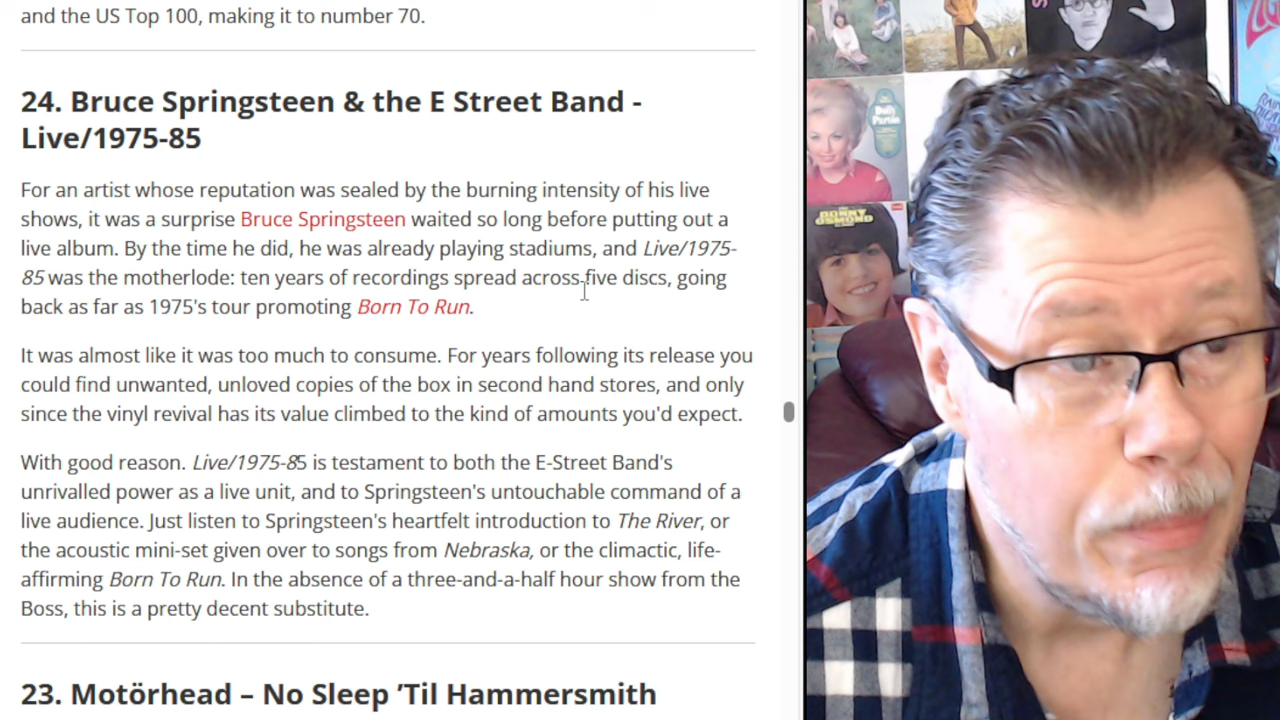 and the US Top 100, making it to number 70.
24. Bruce Springsteen & the E Street Band -
Live/1975-85
For an artist whose reputation was sealed by the burning intensity of his live
shows, it was a surprise Bruce Springsteen waited so long before putting out a
live album. By the time he did, he was already playing stadiums, and Live/1975-
85 was the motherlode: ten years of recordings spread across five discs, going
back as far as 1975's tour promoting Born To Run.
It was almost like it was too much to consume. For years following its release you
could find unwanted, unloved copies of the box in second hand stores, and only
since the vinyl revival has its value climbed to the kind of amounts you'd expect.
With good reason. Live/1975-85 is testament to both the E-Street Band's
unrivalled power as a live unit, and to Springsteen's untouchable command of a
live audience. Just listen to Springsteen's heartfelt introduction to The River, or
the acoustic mini-set given over to songs from Nebraska, or the climactic, life-
affirming Born To Run. In the absence of a three-and-a-half hour show from the
Boss, this is a pretty decent substitute.
23. Motörhead – No Sleep ’Til Hammersmith
Dolly
Parton
DONNY
OSMOND